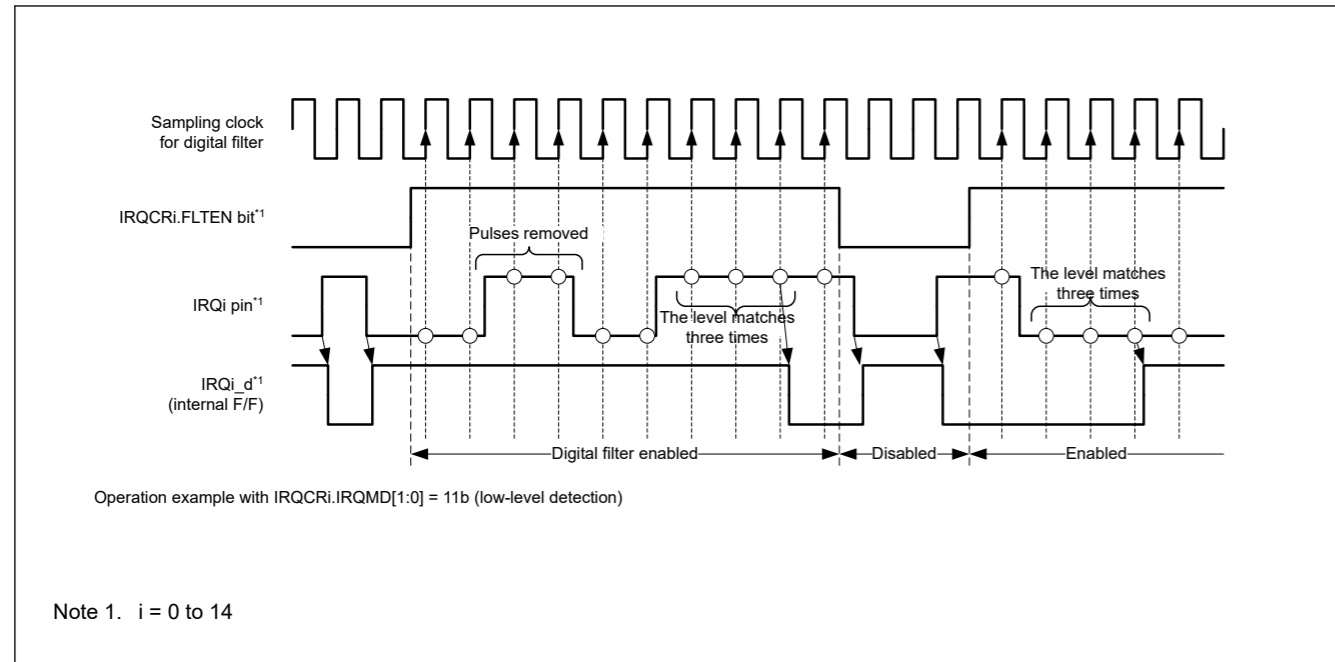 Sampling clock
for digital filter
IRQCRi.FLTEN bit*1
Pulses removed
IRQi pin*1
The level matches
three times
The level matches
three times
IRQi_d*1
(internal F/F)
Digital filter enabled
Disabled
Enabled
Operation example with IRQCRi.IRQMD[1:0] = 11b (low-level detection)
Note 1. i = 0 to 14